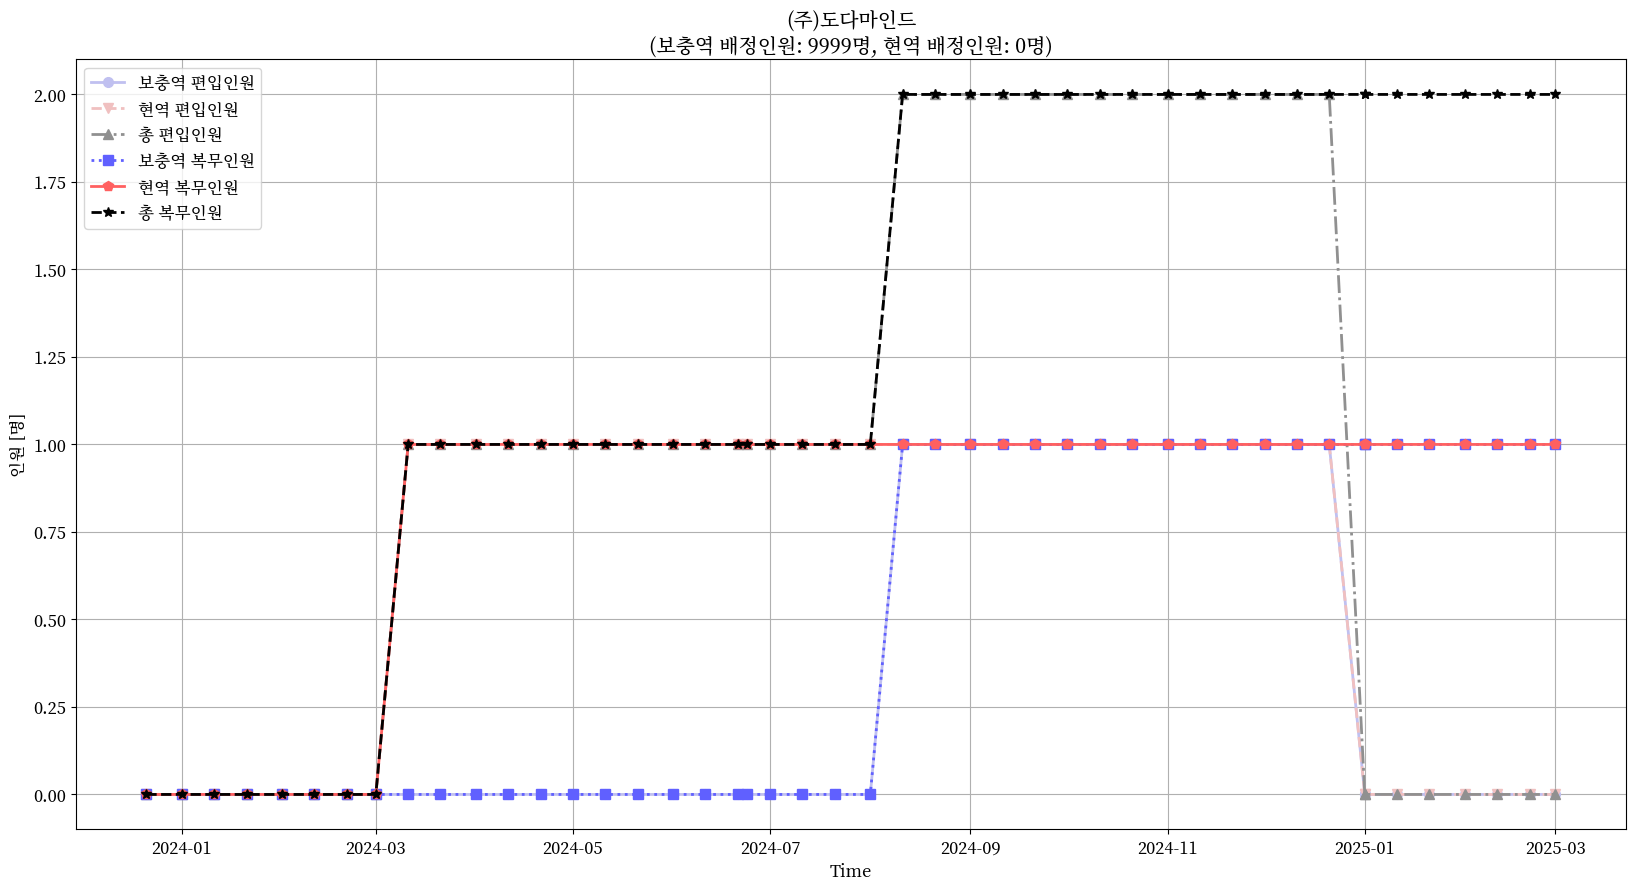 (주)도다마인드
(보충역 배정인원: 9999명, 현역 배정인원: 0명)
보충역 편입인원
현역 편입인원
총 편입인원
보충역 복무인원
현역 복무인원
총 복무인원
2.00
1.75
1.50
1.25
1.00
0.75
0.50
0.25
0.00
인원 [명]
2024-01
2024-03
2024-05
2024-07
2024-09
2024-11
2025-01
2025-03
Time